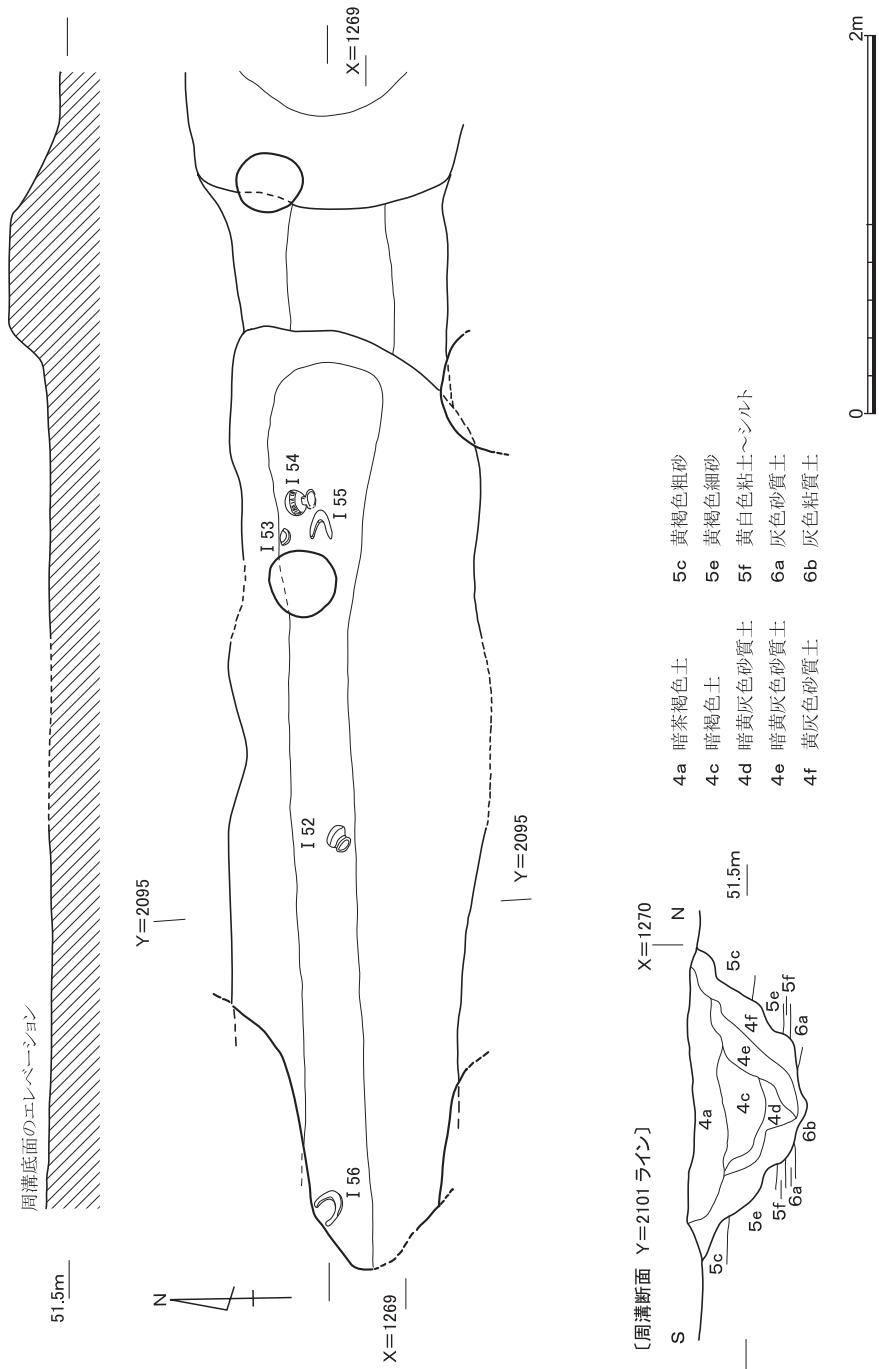 周溝底面のエレベーション
51.5m
N
Y＝2095
X＝1269
X＝1269
I 56
I 52
I 53
I 54
I 55
Y＝2095
〔周溝断面 Y＝2101 ライン〕
S
X＝1270
N
51.5m
4a
4c
4d
4e
4f
5c
5c
5e
5e
5f
5f
6a
6a
6b
4a 暗茶褐色土
4c 暗褐色土
4d 暗黄灰色砂質土
4e 暗黄灰色砂質土
4f 黄灰色砂質土
5c 黄褐色粗砂
5e 黄褐色細砂
5f 黄白色粘土～シルト
6a 灰色砂質土
6b 灰色粘質土
0
2m